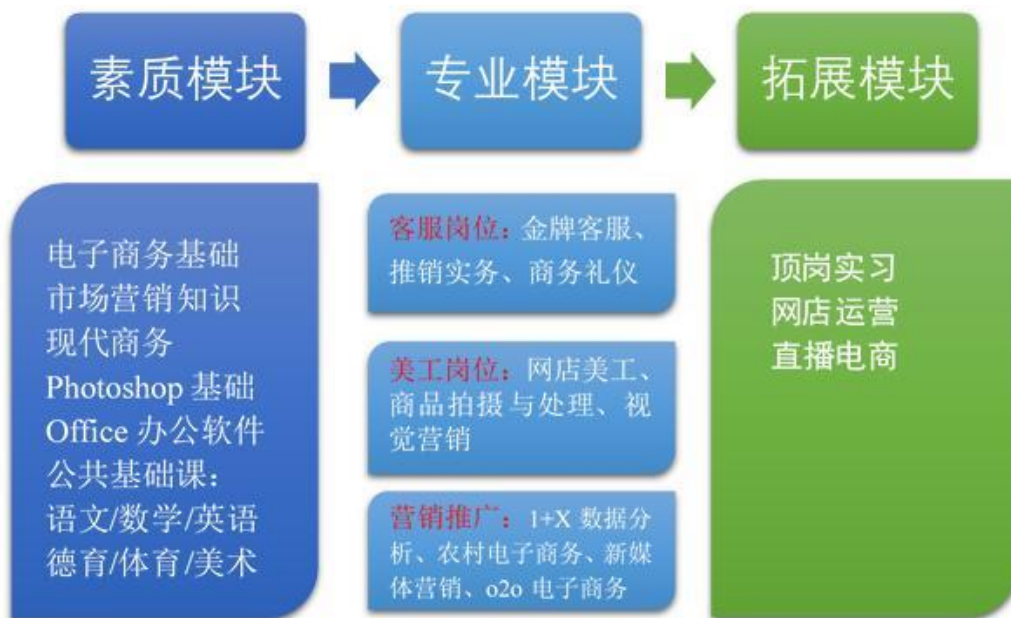 素质模块
专业模块
拓展模块
电子商务基础
市场营销知识
现代商务
Photoshop 基础
Office 办公软件
公共基础课：
语文/数学/英语
德育/体育/美术
客服岗位：金牌客服、
推销实务、商务礼仪
美工岗位：网店美工、
商品拍摄与处理、视
觉营销
营销推广：1+X 数据分
析、农村电子商务、新媒
体营销、o2o 电子商务
顶岗实习
网店运营
直播电商